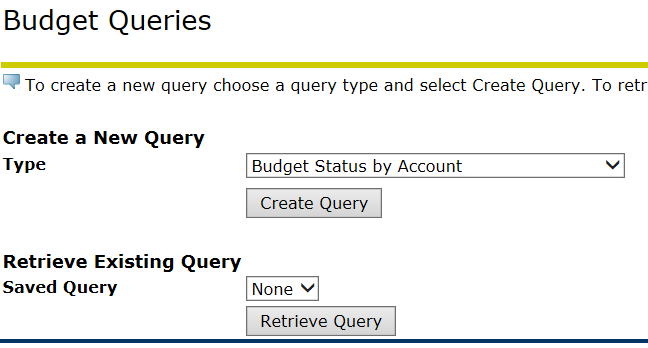 Budget Queries
To create a new query choose a query type and select Create Query. To retr
Create a New Query
Type
Budget Status by Account
Create Query
Retrieve Existing Query
Saved Query
None
Retrieve Query